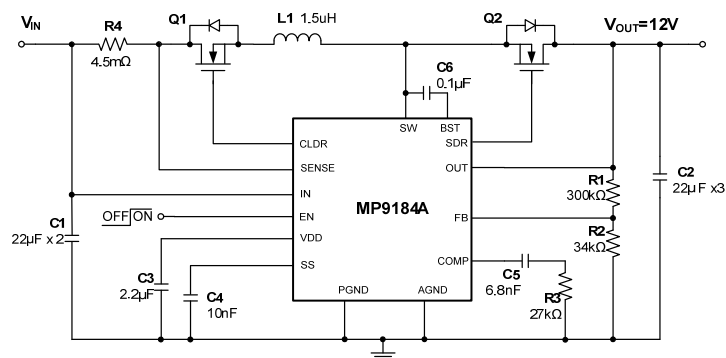 VIN
R4
4.5mΩ
Q1
L1 1.5uH
Q2
VOUT=12V
C6
0.1µF
SW
BST
CLDR
SDR
SENSE
OUT
IN
MP9184A
R1
300kΩ
C2
22µF x3
OFF ON
EN
FB
C1
22µF x 2
VDD
R2
34kΩ
SS
COMP
C3
2.2µF
C4
10nF
PGND
AGND
C5
6.8nF
R3
27kΩ